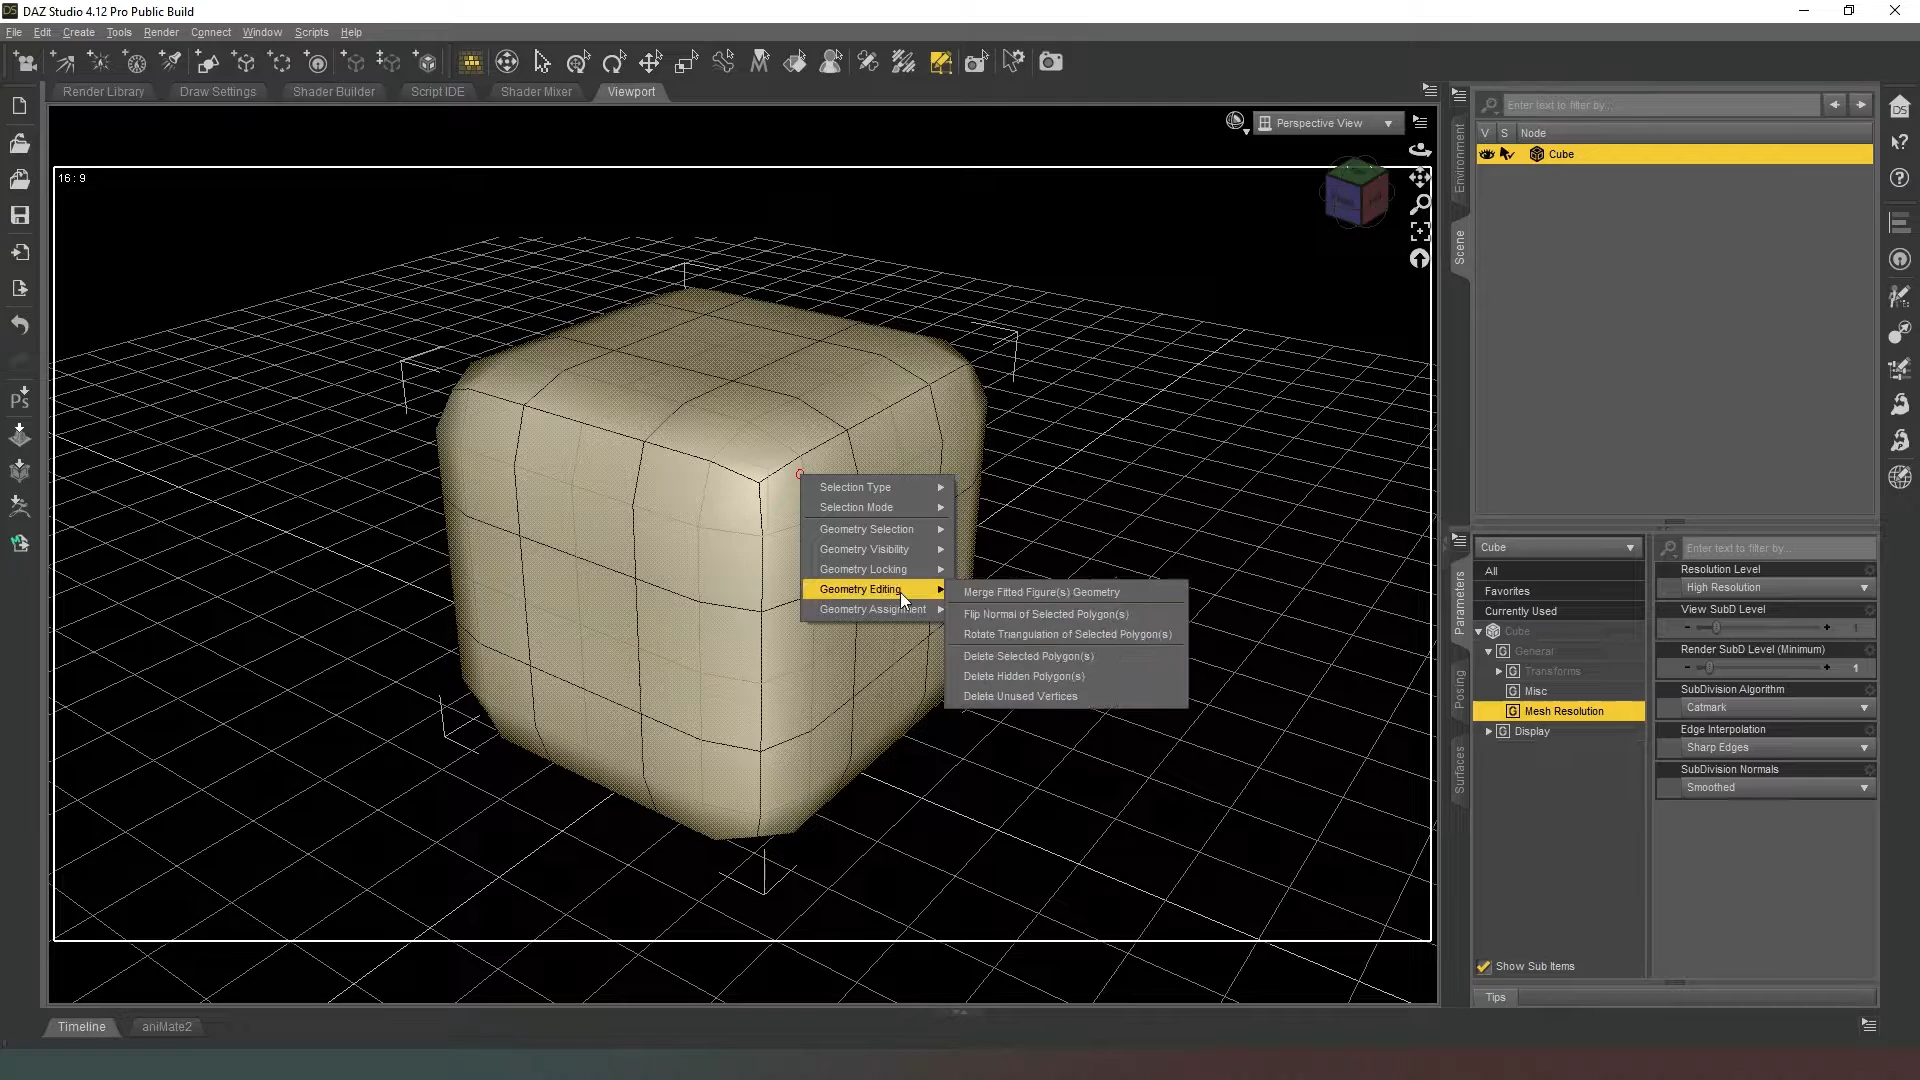 DAZ Studio 4.12 Pro Public Build
File Edit Create Tools Render Connect Window Scripts Help
Render Library Draw Settings Shader Builder Script IDE Shader Mixer Viewport
Perspective View
16 : 9
Selection Type
Selection Mode
Geometry Selection
Geometry Visibility
Geometry Locking
Geometry Editing
Geometry Assignment
Merge Fitted Figure(s) Geometry
Flip Normal of Selected Polygon(s)
Rotate Triangulation of Selected Polygon(s)
Delete Selected Polygon(s)
Delete Hidden Polygon(s)
Delete Unused Vertices
Environment
Scene
Enter text to filter by...
V S Node
Cube
Parameters
Posing
Surfaces
Cube
All
Favorites
Currently Used
Cube
G General
G Transforms
G Misc
G Mesh Resolution
G Display
Show Sub Items
Enter text to filter by...
Resolution Level
High Resolution
View SubD Level
- + 1
Render SubD Level (Minimum)
- + 1
SubDivision Algorithm
Catmark
Edge Interpolation
Sharp Edges
SubDivision Normals
Smoothed
Tips
Timeline aniMate2
DS
Ps